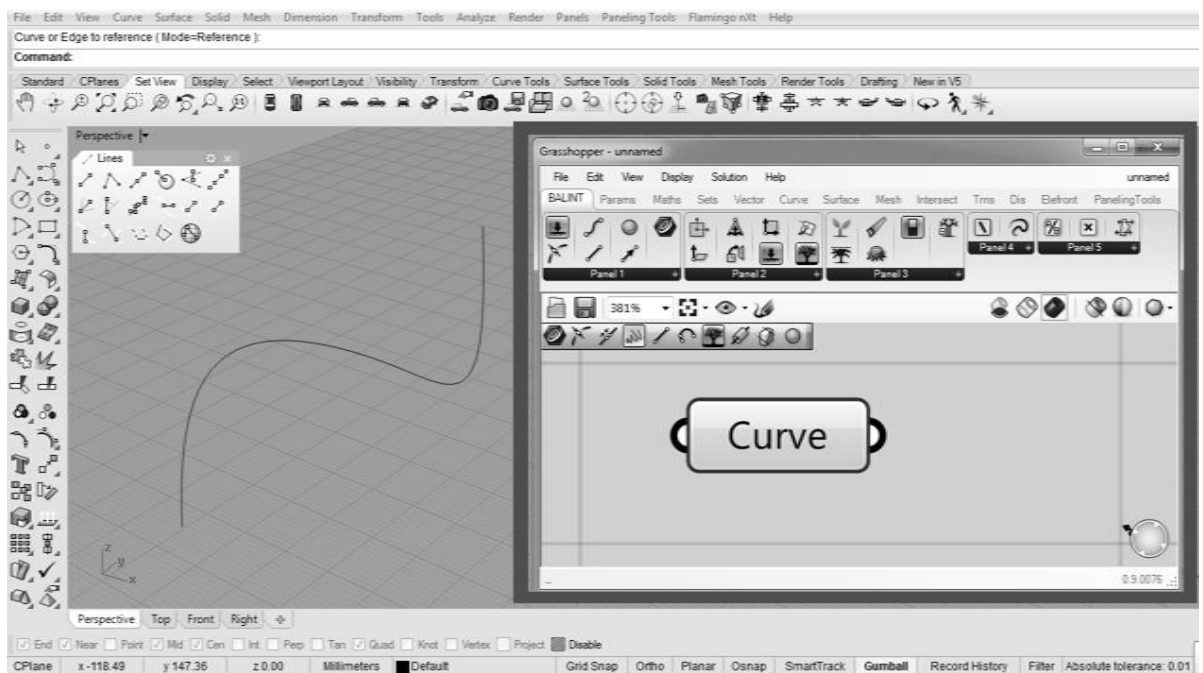 File Edit View Curve Surface Solid Mesh Dimension Transform Tools Analyze Render Panels Paneling Tools Flamingo nXt Help
Curve or Edge to reference ( Mode=Reference ):
Command:
Standard CPlanes Set View Display Select Viewport Layout Visibility Transform Curve Tools Surface Tools Solid Tools Mesh Tools Render Tools Drafting New in V5
Perspective
Lines
Grasshopper - unnamed
File Edit View Display Solution Help unnamed
BALINT Params Maths Sets Vector Curve Surface Mesh Intersect Trns Dis Elefront PanelingTools
Panel 4 Panel 5
Panel 1 Panel 2 Panel 3
381%
Curve
z
y
x
0.9.0076
Perspective Top Front Right
End Near Point Mid Cen Int Perp Tan Quad Knot Vertex Project Disable
CPlane x -118.49 y 147.36 z 0.00 Millimeters Default Grid Snap Ortho Planar Osnap SmartTrack Gumball Record History Filter Absolute tolerance: 0.01